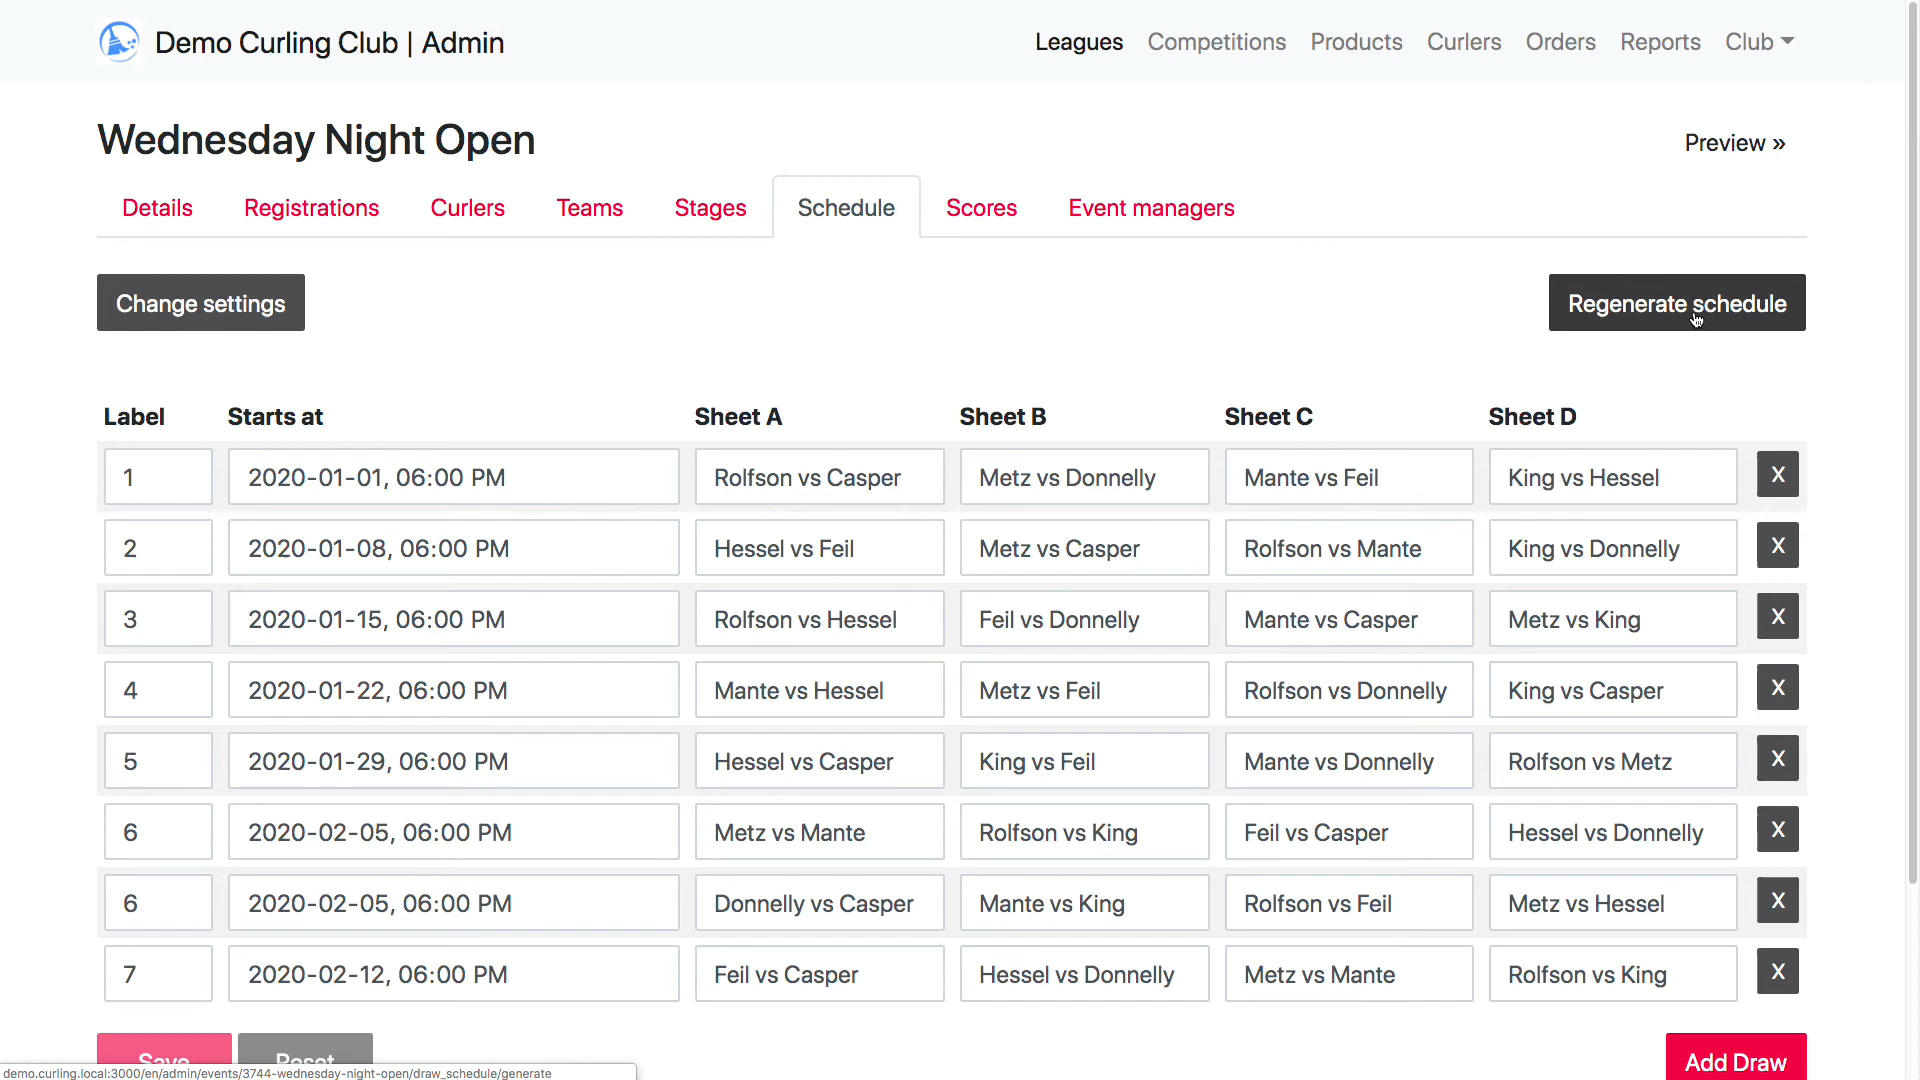 Demo Curling Club | Admin
Leagues Competitions Products Curlers Orders Reports Club
Wednesday Night Open
Preview »
Details Registrations Curlers Teams Stages Schedule Scores Event managers
Change settings
Regenerate schedule
Label Starts at Sheet A Sheet B Sheet C Sheet D
1 2020-01-01, 06:00 PM Rolfson vs Casper Metz vs Donnelly Mante vs Feil King vs Hessel X
2 2020-01-08, 06:00 PM Hessel vs Feil Metz vs Casper Rolfson vs Mante King vs Donnelly X
3 2020-01-15, 06:00 PM Rolfson vs Hessel Feil vs Donnelly Mante vs Casper Metz vs King X
4 2020-01-22, 06:00 PM Mante vs Hessel Metz vs Feil Rolfson vs Donnelly King vs Casper X
5 2020-01-29, 06:00 PM Hessel vs Casper King vs Feil Mante vs Donnelly Rolfson vs Metz X
6 2020-02-05, 06:00 PM Metz vs Mante Rolfson vs King Feil vs Casper Hessel vs Donnelly X
6 2020-02-05, 06:00 PM Donnelly vs Casper Mante vs King Rolfson vs Feil Metz vs Hessel X
7 2020-02-12, 06:00 PM Feil vs Casper Hessel vs Donnelly Metz vs Mante Rolfson vs King X
Save Reset Add Draw
demo.curling.local:3000/en/admin/events/3744-wednesday-night-open/draw_schedule/generate